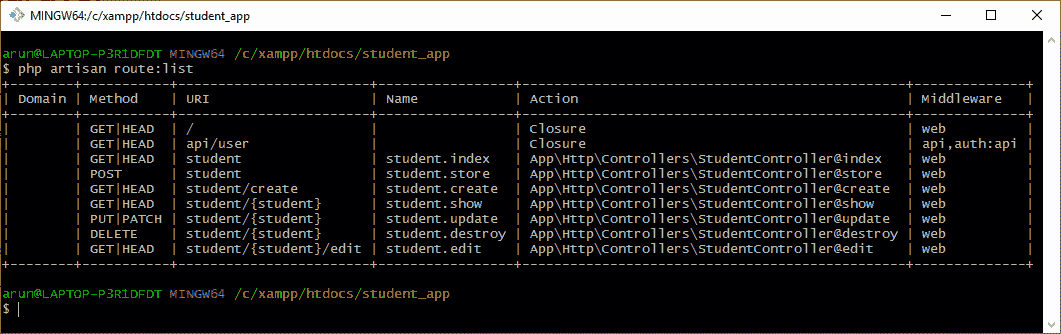 MINGW64:/c/xampp/htdocs/student_app
arun@LAPTOP-P3R1DFDT MINGW64 /c/xampp/htdocs/student_app
$ php artisan route:list
+--------+-----------+------------------------+-----------------+------------------------------------------------+--------------+
| Domain | Method    | URI                    | Name            | Action                                         | Middleware   |
+--------+-----------+------------------------+-----------------+------------------------------------------------+--------------+
|        | GET|HEAD  | /                      |                 | Closure                                        | web          |
|        | GET|HEAD  | api/user               |                 | Closure                                        | api,auth:api |
|        | GET|HEAD  | student                | student.index   | App\Http\Controllers\StudentController@index   | web          |
|        | POST      | student                | student.store   | App\Http\Controllers\StudentController@store   | web          |
|        | GET|HEAD  | student/create         | student.create  | App\Http\Controllers\StudentController@create  | web          |
|        | GET|HEAD  | student/{student}      | student.show    | App\Http\Controllers\StudentController@show    | web          |
|        | PUT|PATCH | student/{student}      | student.update  | App\Http\Controllers\StudentController@update  | web          |
|        | DELETE    | student/{student}      | student.destroy | App\Http\Controllers\StudentController@destroy | web          |
|        | GET|HEAD  | student/{student}/edit | student.edit    | App\Http\Controllers\StudentController@edit    | web          |
+--------+-----------+------------------------+-----------------+------------------------------------------------+--------------+
arun@LAPTOP-P3R1DFDT MINGW64 /c/xampp/htdocs/student_app
$